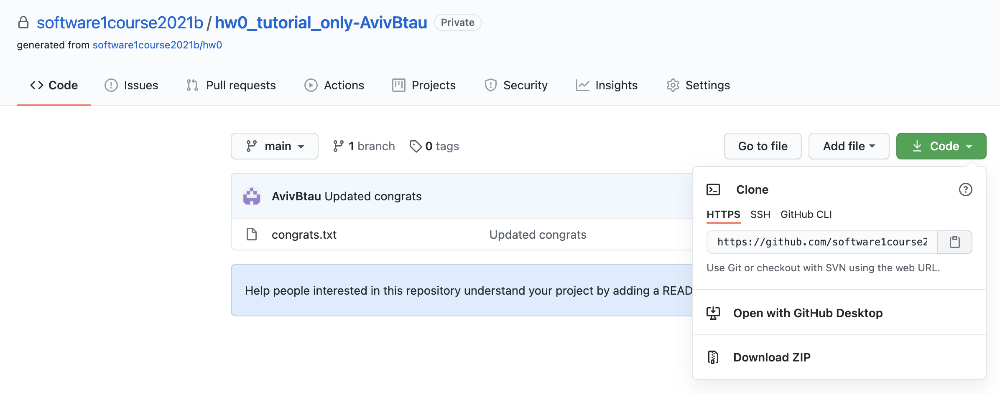 software1course2021b / hw0_tutorial_only-AvivBtau Private
generated from software1course2021b/hw0
Code Issues Pull requests Actions Projects Security Insights Settings
main 1 branch 0 tags Go to file Add file Code
AvivBtau Updated congrats
congrats.txt Updated congrats
Help people interested in this repository understand your project by adding a READ
Clone
HTTPS SSH GitHub CLI
https://github.com/software1course2
Use Git or checkout with SVN using the web URL.
Open with GitHub Desktop
Download ZIP